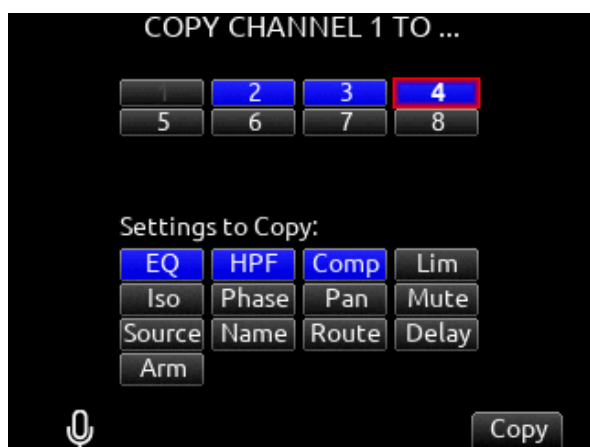 COPY CHANNEL 1 TO ...
1 2 3 4
5 6 7 8
Settings to Copy:
EQ HPF Comp Lim
Iso Phase Pan Mute
Source Name Route Delay
Arm
Copy